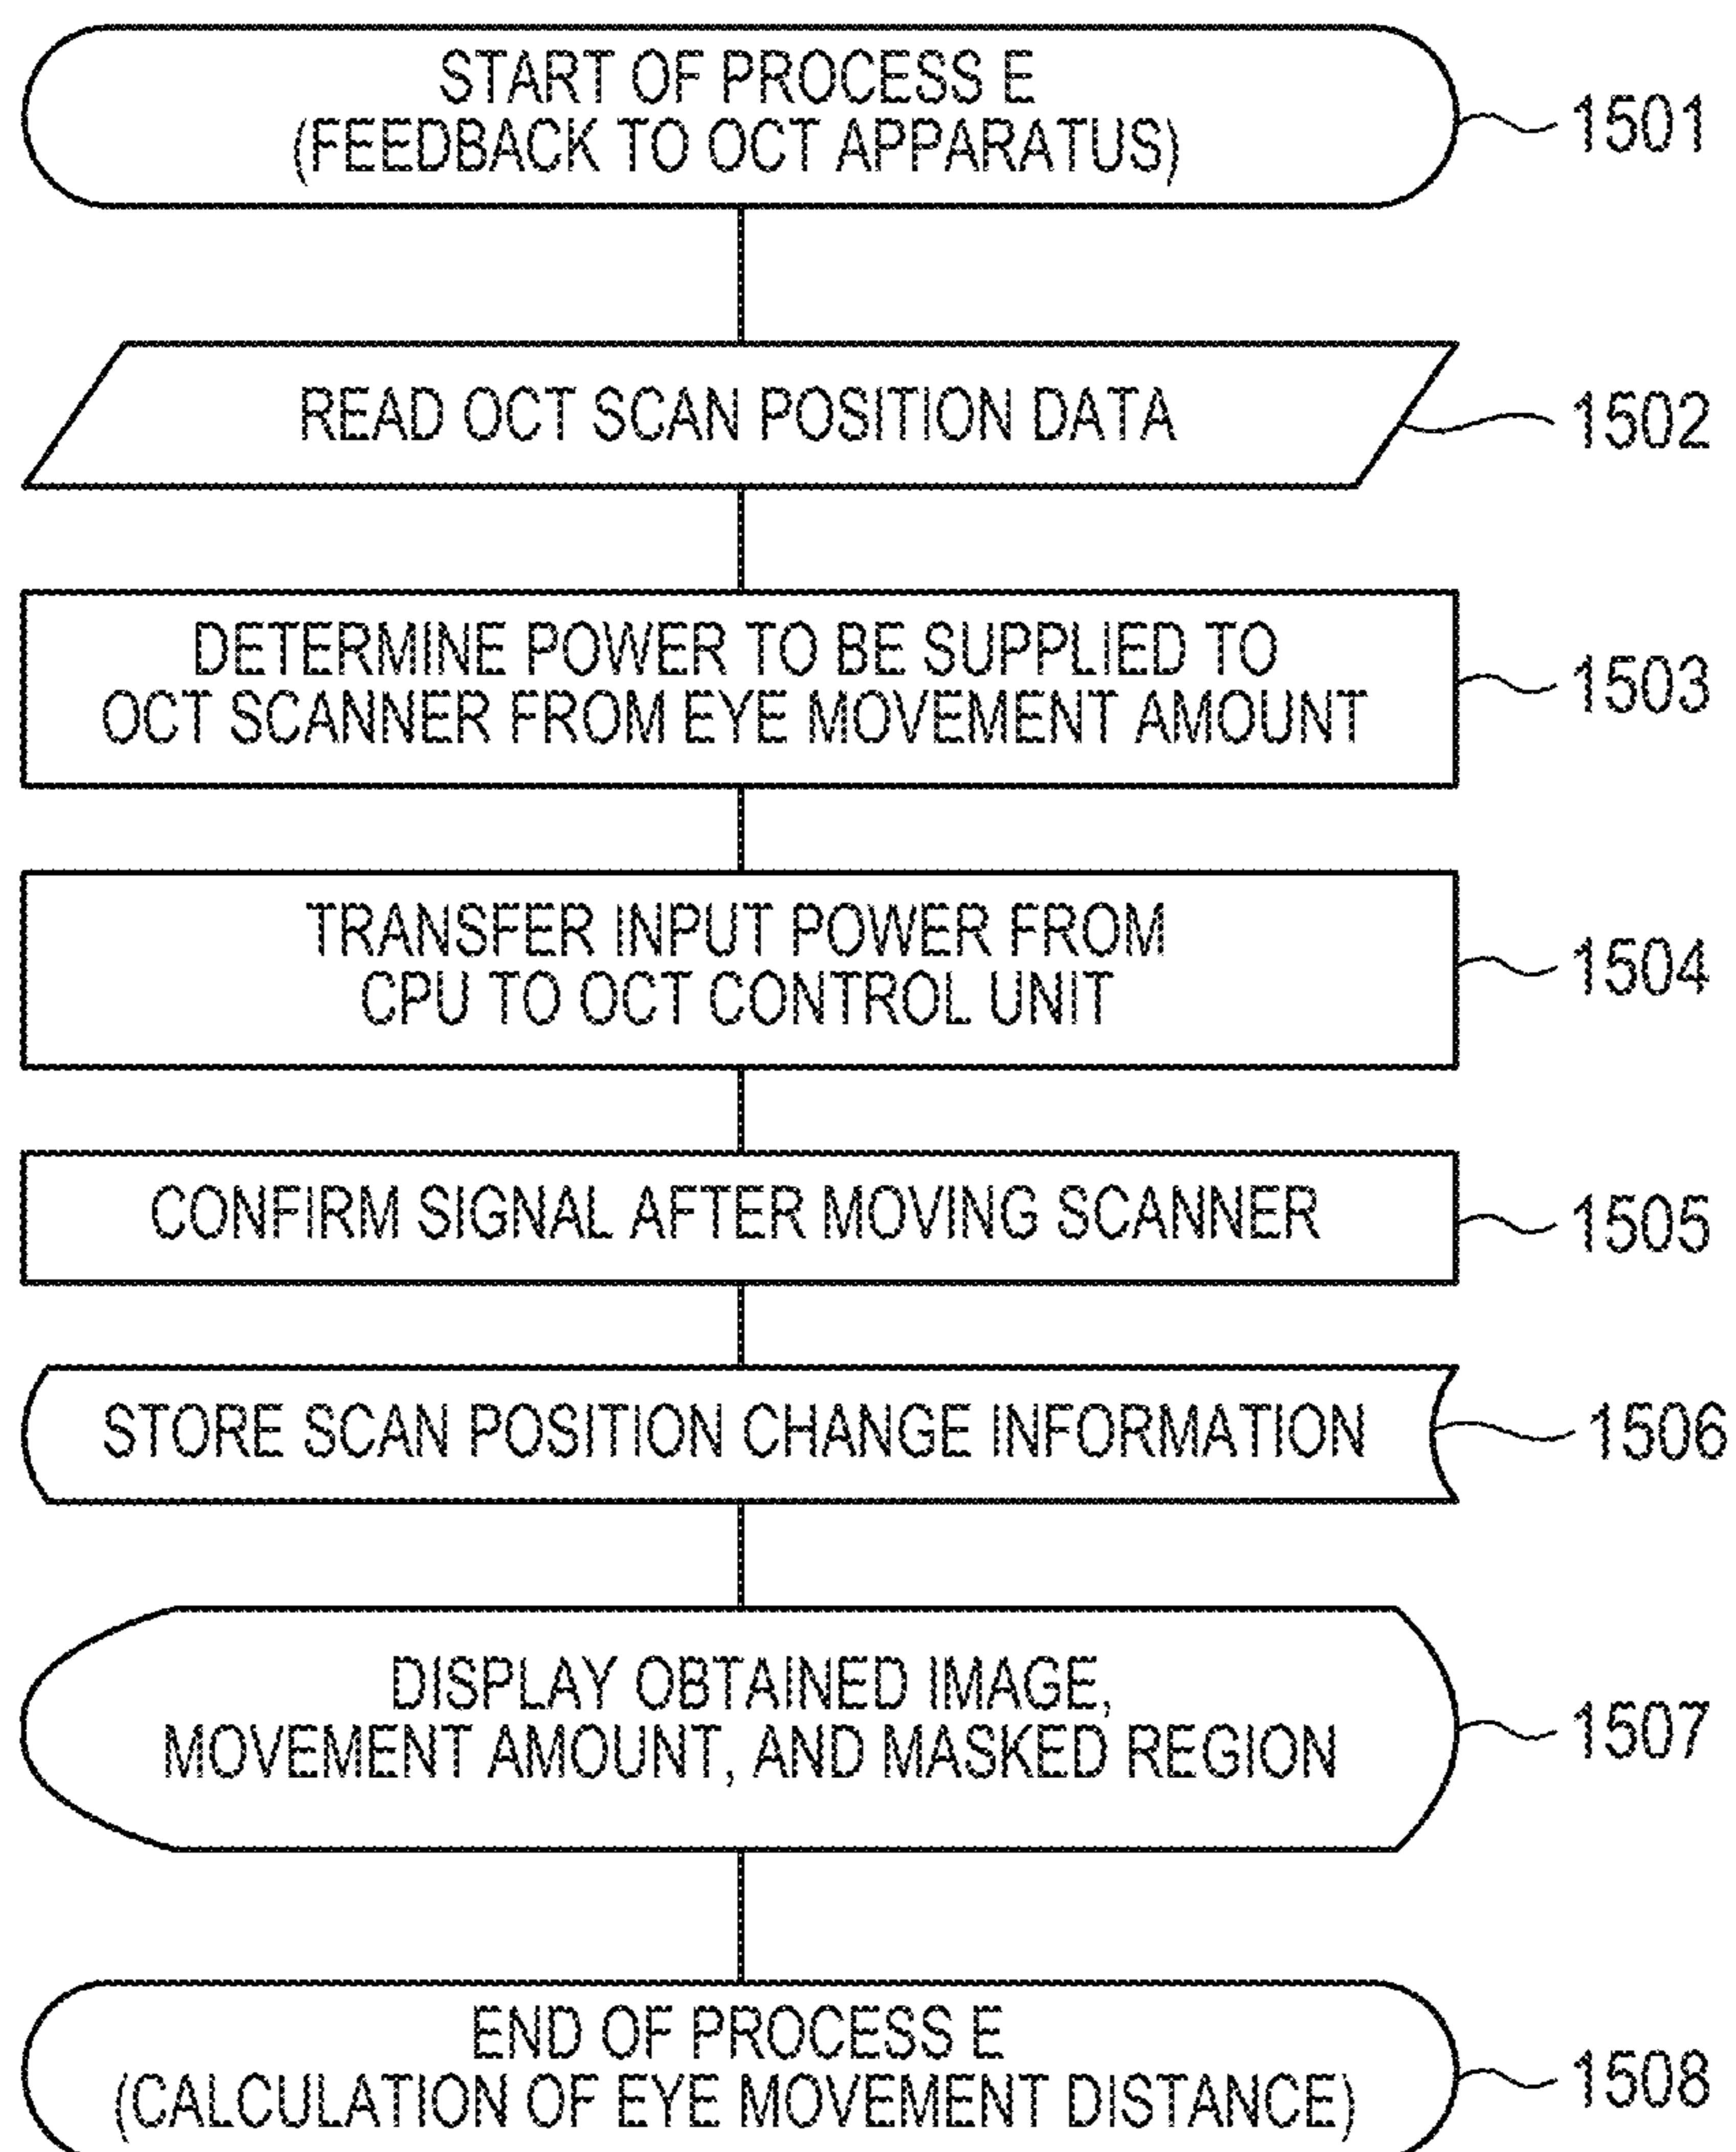 START OF PROCESS E
(FEEDBACK TO OCT APPARATUS)
1501
READ OCT SCAN POSITION DATA
1502
DETERMINE POWER TO BE SUPPLIED TO
OCT SCANNER FROM EYE MOVEMENT AMOUNT
1503
TRANSFER INPUT POWER FROM
CPU TO OCT CONTROL UNIT
1504
CONFIRM SIGNAL AFTER MOVING SCANNER
1505
STORE SCAN POSITION CHANGE INFORMATION
1506
DISPLAY OBTAINED IMAGE,
MOVEMENT AMOUNT, AND MASKED REGION
1507
END OF PROCESS E
(CALCULATION OF EYE MOVEMENT DISTANCE)
1508